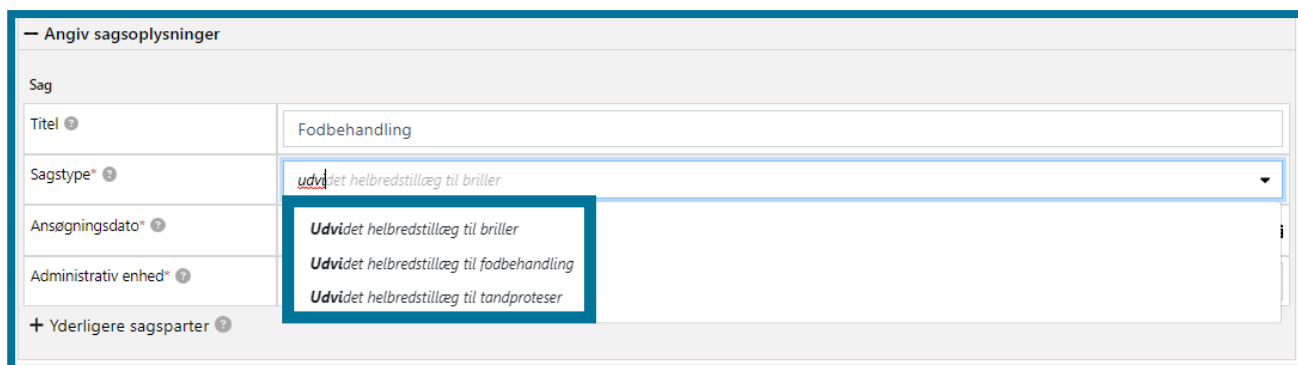 — Angiv sagsoplysninger
Sag
Titel ?
Fodbehandling
Sagstype* ?
udvidet helbredstillæg til briller
Ansøgningsdato* ?
Udvidet helbredstillæg til briller
Udvidet helbredstillæg til fodbehandling
Administrativ enhed* ?
Udvidet helbredstillæg til tandproteser
+ Yderligere sagsparter ?